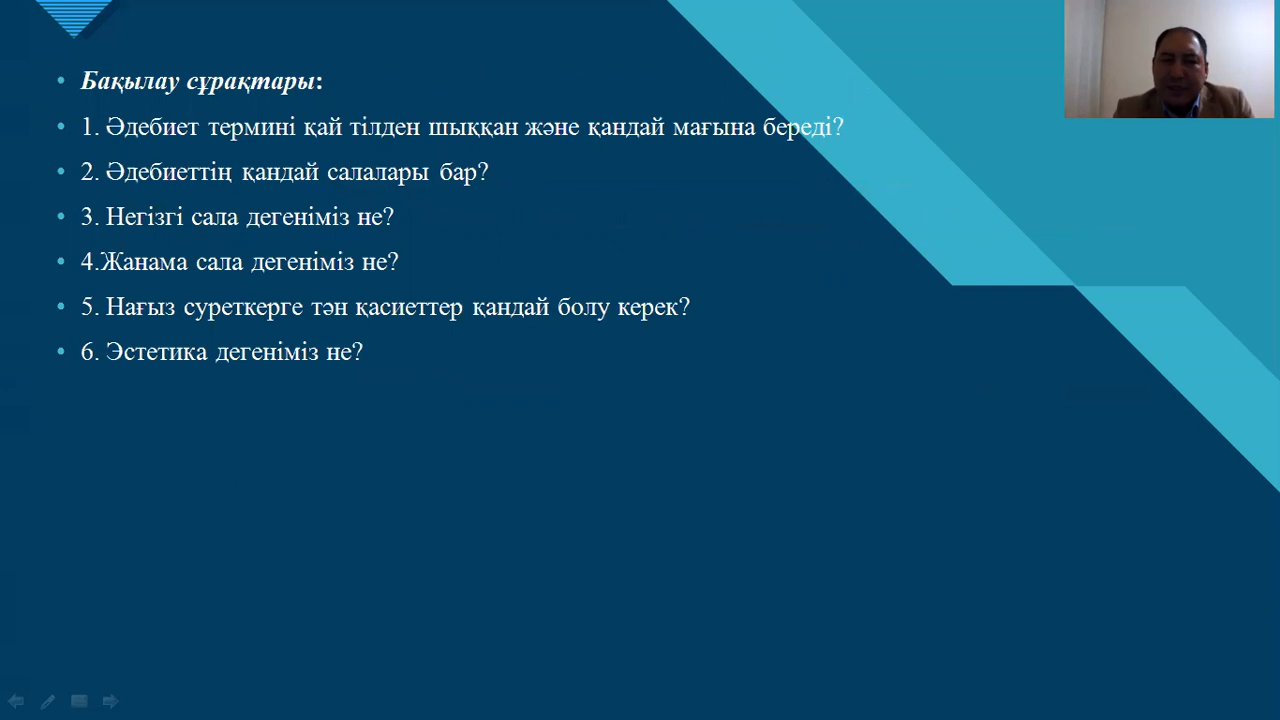 Бақылау сұрақтары:
1. Әдебиет термині қай тілден шыққан және қандай мағына береді?
2. Әдебиеттің қандай салалары бар?
3. Негізгі сала дегеніміз не?
4.Жанама сала дегеніміз не?
5. Нағыз суреткерге тән қасиеттер қандай болу керек?
6. Эстетика дегеніміз не?